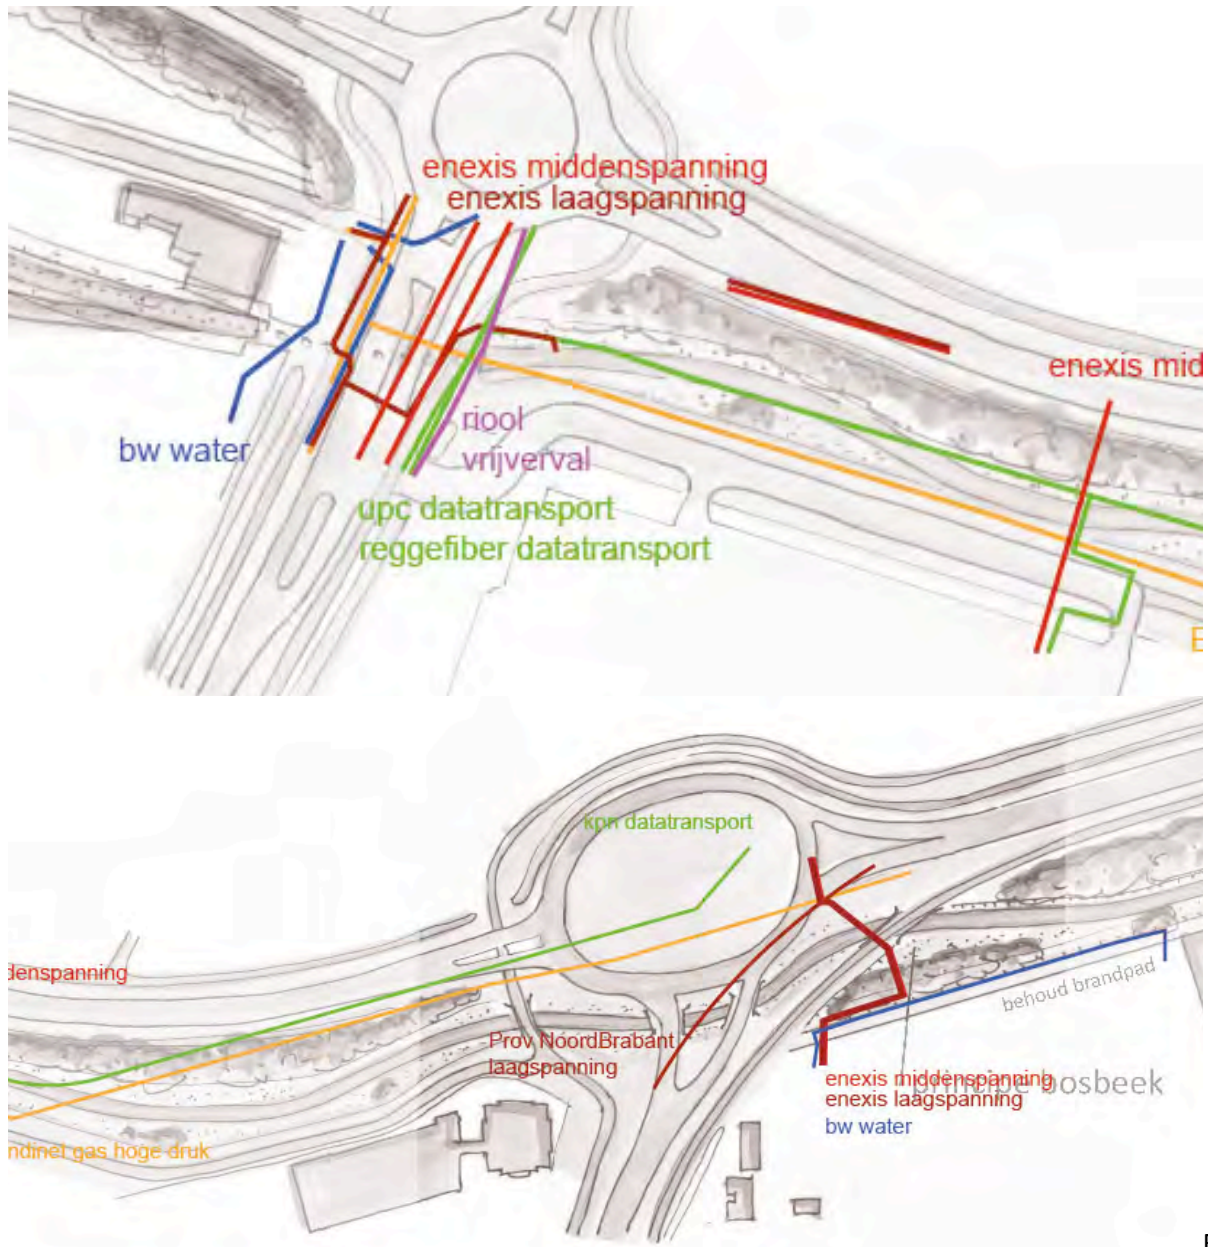 enexis middenspanning
enexis laagspanning
enexis mid
riool
vrijverval
bw water
upc datatransport
reggefiber datatransport
E
kpn datatransport
denspanning
behoud brandpad
Prov NoordBrabant
laagspanning
enexis middenspanning
principe bosbeek
enexis laagspanning
bw water
ndinet gas hoge druk